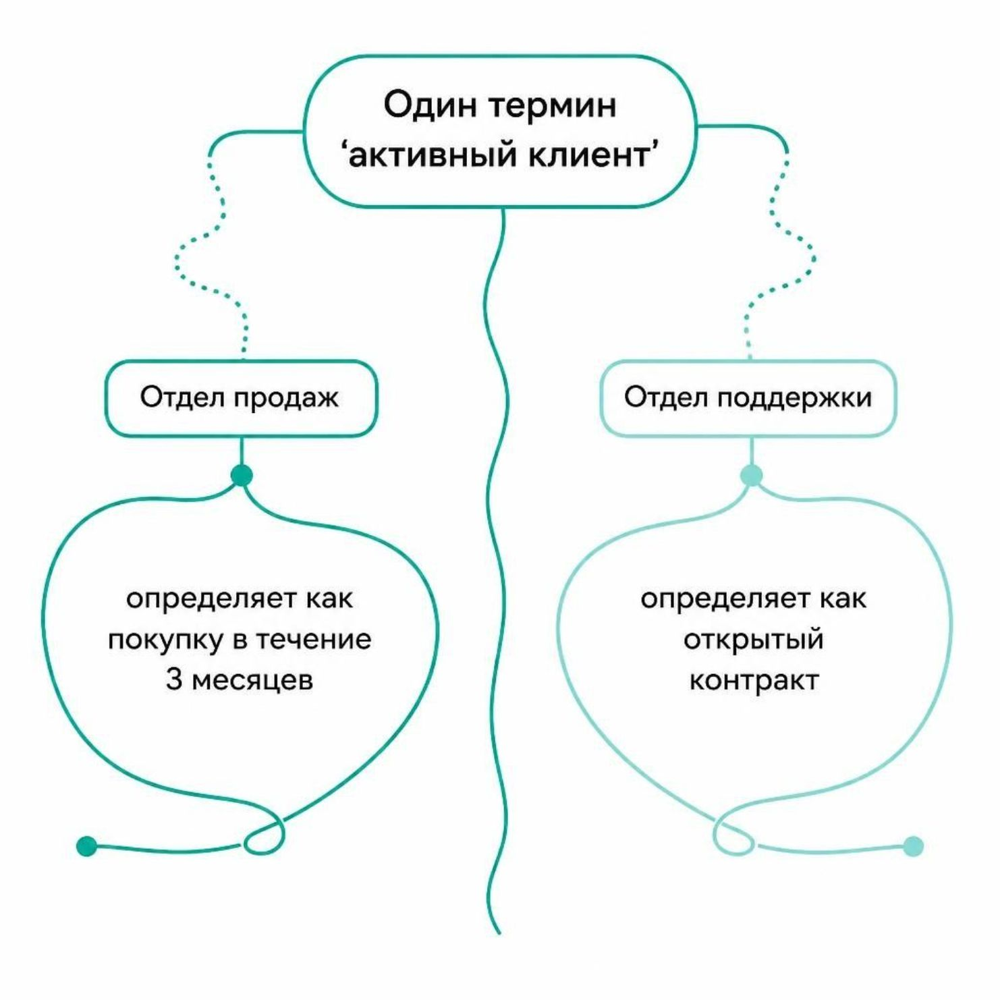 Один термин
‘активный клиент’
Отдел продаж
Отдел поддержки
определяет как
покупку в течение
3 месяцев
определяет как
открытый
контракт